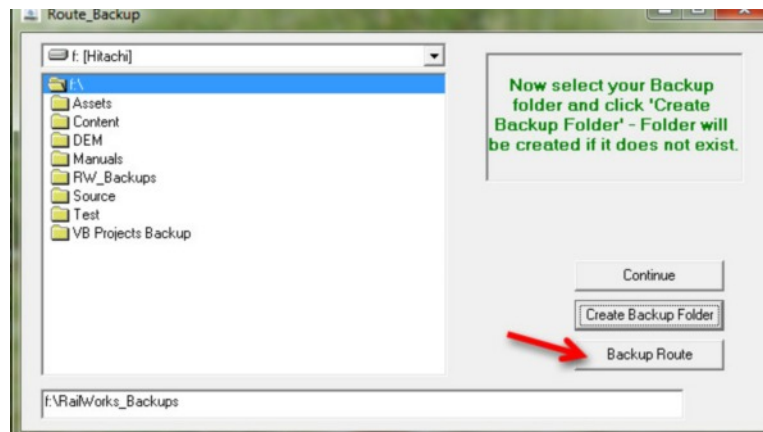 Route_Backup
f: [Hitachi]
f:\
Assets
Content
DEM
Manuals
RW_Backups
Source
Test
VB Projects Backup
Now select your Backup
folder and click 'Create
Backup Folder' - Folder will
be created if it does not exist.
Continue
Create Backup Folder
Backup Route
f:\RailWorks_Backups